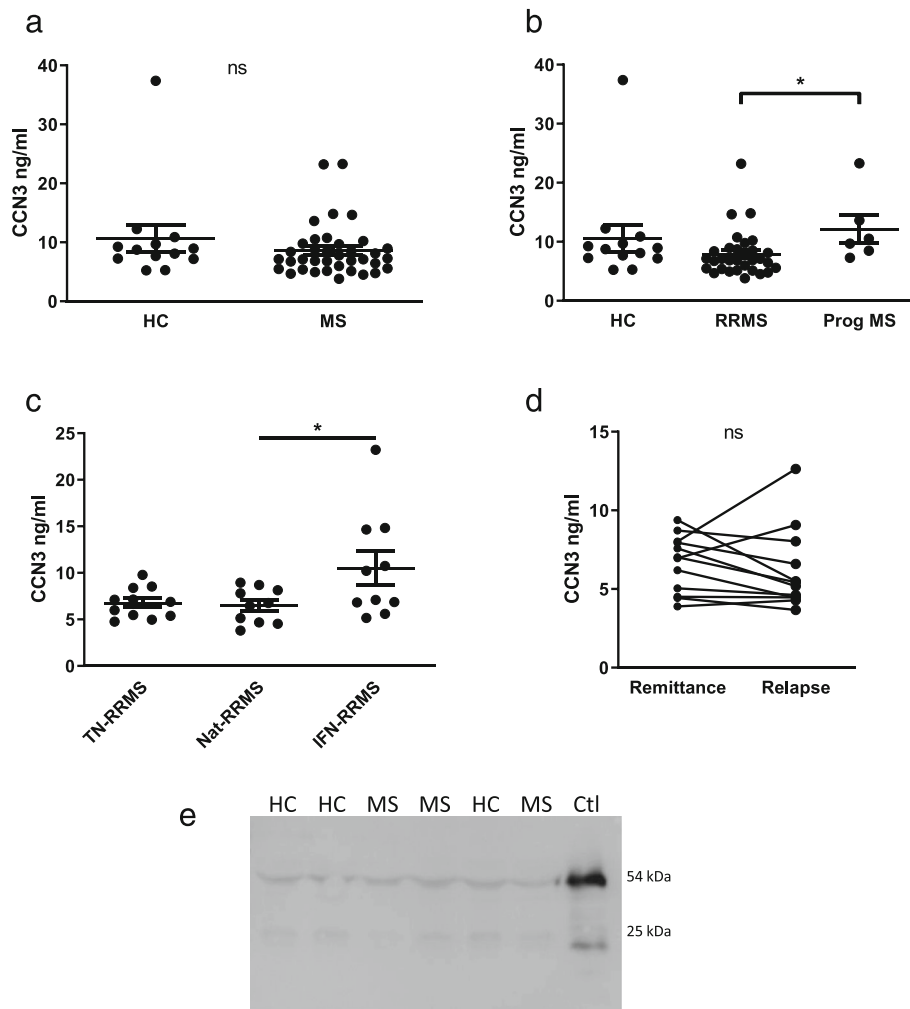 a
ns
CCN3 ng/ml
40
30
20
10
0
HC MS
b
*
CCN3 ng/ml
40
30
20
10
0
HC RRMS Prog MS
c
*
CCN3 ng/ml
25
20
15
10
5
0
TN-RRMS
Nat-RRMS
IFN-RRMS
d
ns
CCN3 ng/ml
15
10
5
0
Remittance Relapse
e
HC HC MS MS HC MS Ctl
54 kDa
25 kDa